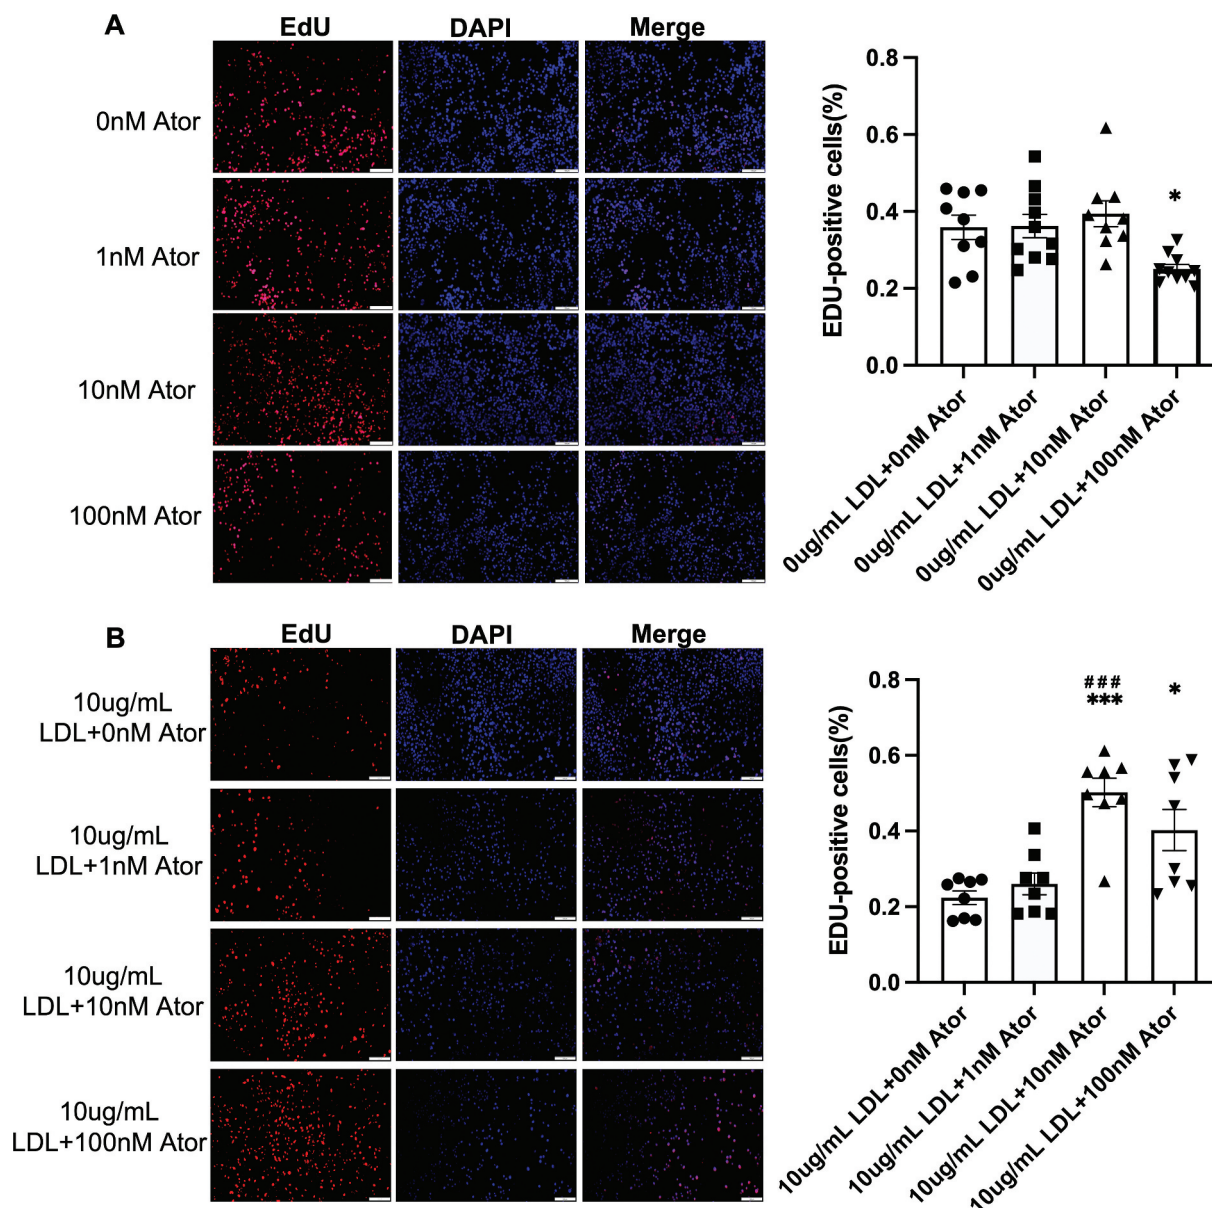 A
EdU DAPI Merge
0nM Ator
1nM Ator
10nM Ator
100nM Ator
EDU-positive cells(%)
0.8
0.6
0.4
0.2
0.0
*
0ug/mL LDL+0nM Ator
0ug/mL LDL+1nM Ator
0ug/mL LDL+10nM Ator
0ug/mL LDL+100nM Ator
B
EdU DAPI Merge
10ug/mL
LDL+0nM Ator
10ug/mL
LDL+1nM Ator
10ug/mL
LDL+10nM Ator
10ug/mL
LDL+100nM Ator
EDU-positive cells(%)
0.8
0.6
0.4
0.2
0.0
###
***
*
10ug/mL LDL+0nM Ator
10ug/mL LDL+1nM Ator
10ug/mL LDL+10nM Ator
10ug/mL LDL+100nM Ator